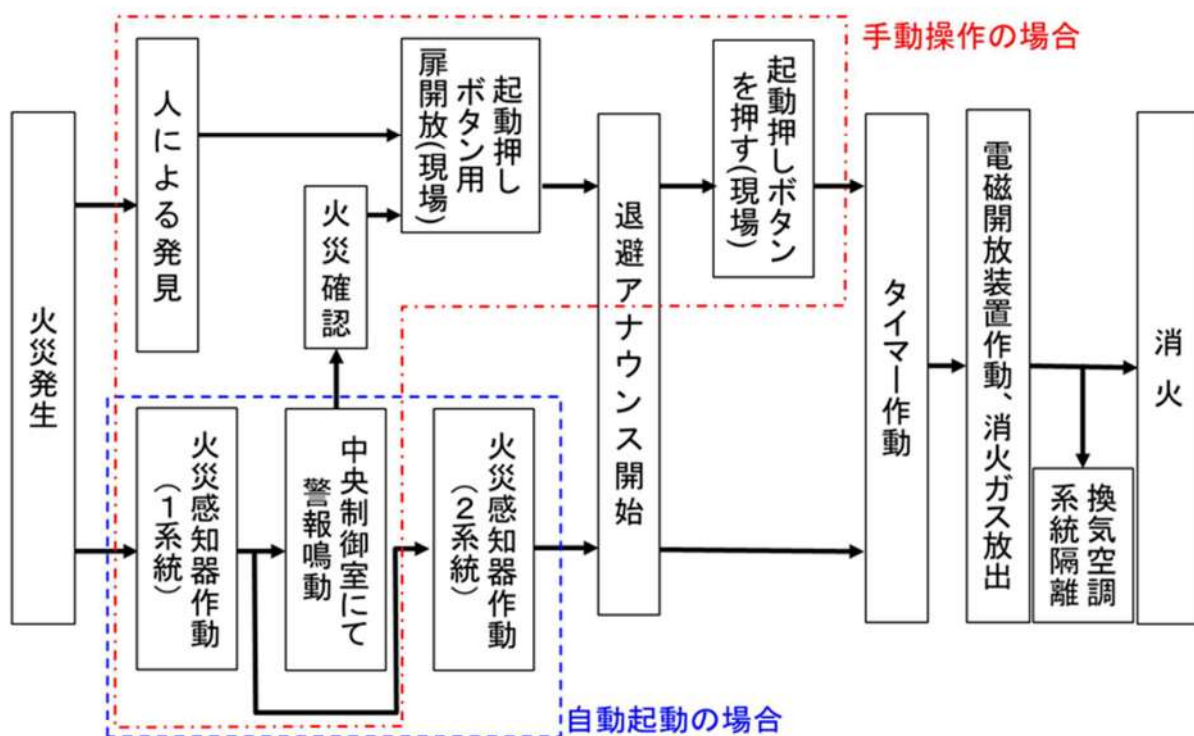 手動操作の場合
火災発生
人による発見
起動押し
ボタン用
扉開放(現場)
火災確認
火災感知器作動
(1系統)
中央制御室にて
警報鳴動
火災感知器作動
(2系統)
退避アナウンス開始
起動押しボタン
を押す(現場)
タイマー作動
電磁開放装置作動、消火ガス放出
換気空調
系統隔離
消火
自動起動の場合